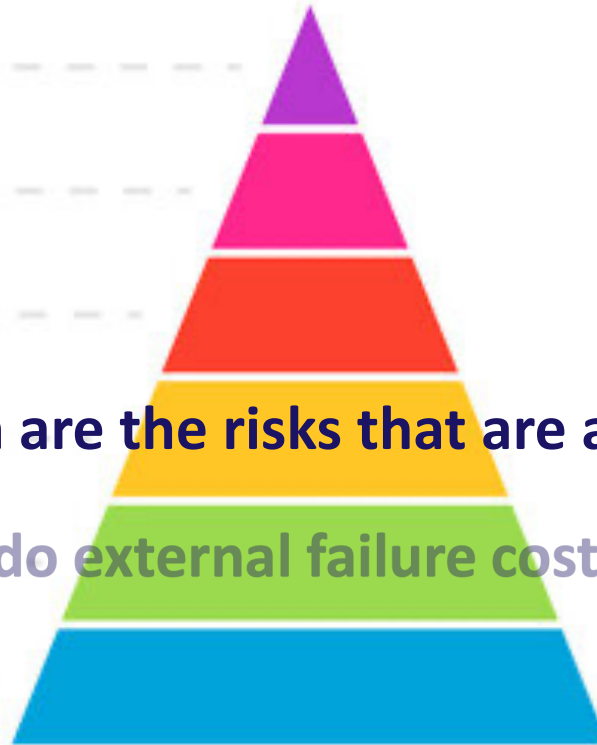 are the risks that are a
do external failure cost